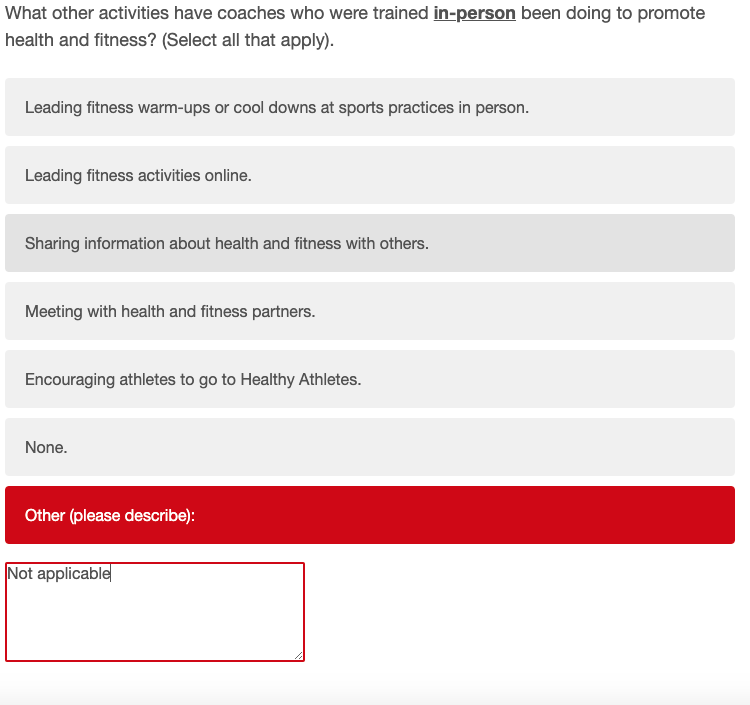 What other activities have coaches who were trained in-person been doing to promote
health and fitness? (Select all that apply).
Leading fitness warm-ups or cool downs at sports practices in person.
Leading fitness activities online.
Sharing information about health and fitness with others.
Meeting with health and fitness partners.
Encouraging athletes to go to Healthy Athletes.
None.
Other (please describe):
Not applicable